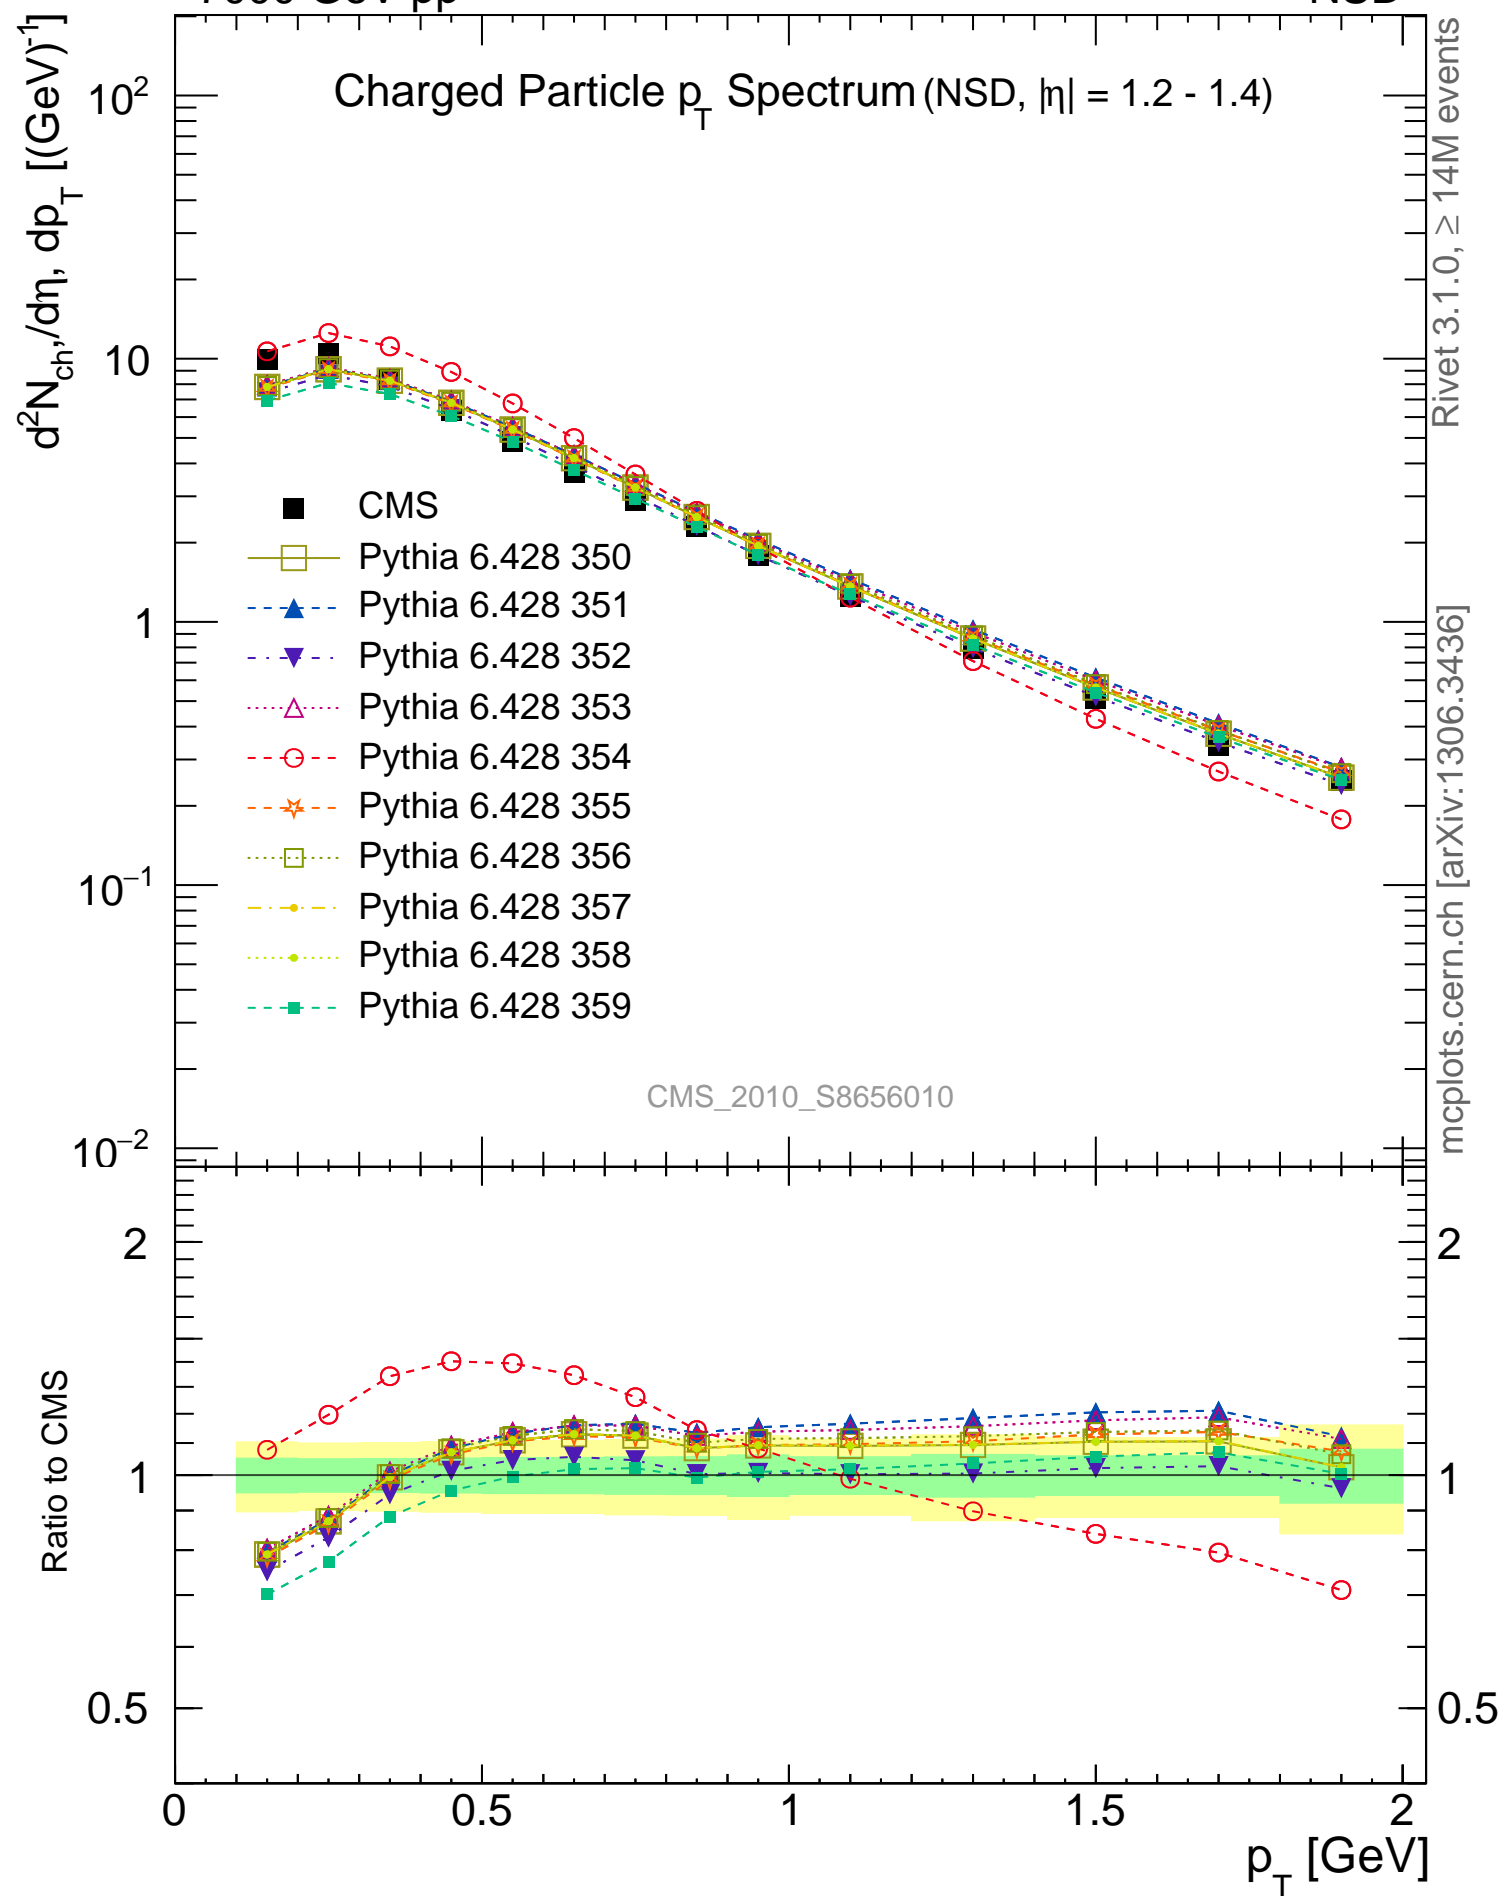 7000 GeV pp NSD
Charged Particle p_T Spectrum (NSD, |η| = 1.2 - 1.4)
d²N_ch,/dη, dp_T [(GeV)⁻¹]
10²
10
1
10⁻¹
10⁻²
CMS
Pythia 6.428 350
Pythia 6.428 351
Pythia 6.428 352
Pythia 6.428 353
Pythia 6.428 354
Pythia 6.428 355
Pythia 6.428 356
Pythia 6.428 357
Pythia 6.428 358
Pythia 6.428 359
CMS_2010_S8656010
Rivet 3.1.0, ≥ 14M events
mcplots.cern.ch [arXiv:1306.3436]
Ratio to CMS
2 2
1 1
0.5 0.5
0 0.5 1 1.5 2
p_T [GeV]